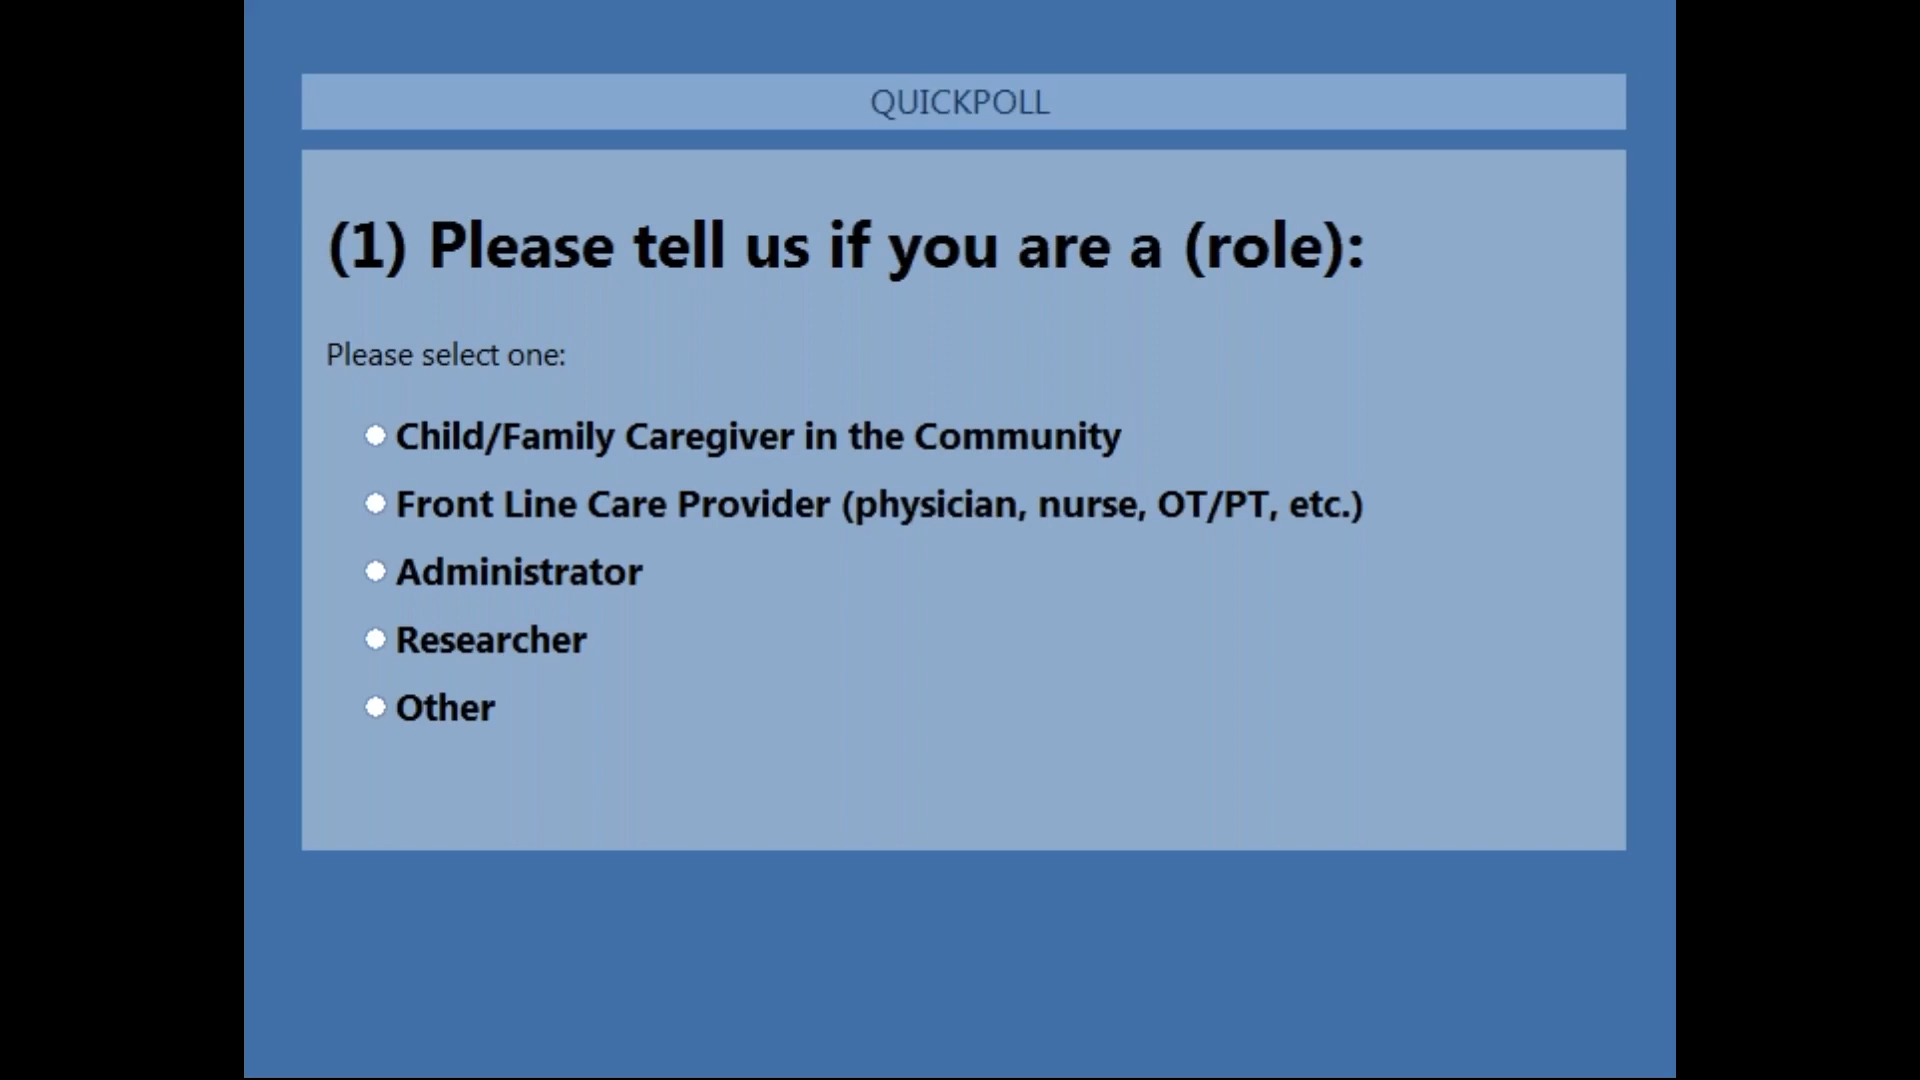 QUICKPOLL
(1) Please tell us if you are a (role):
Please select one:
Child/Family Caregiver in the Community
Front Line Care Provider (physician, nurse, OT/PT, etc.)
Administrator
Researcher
Other